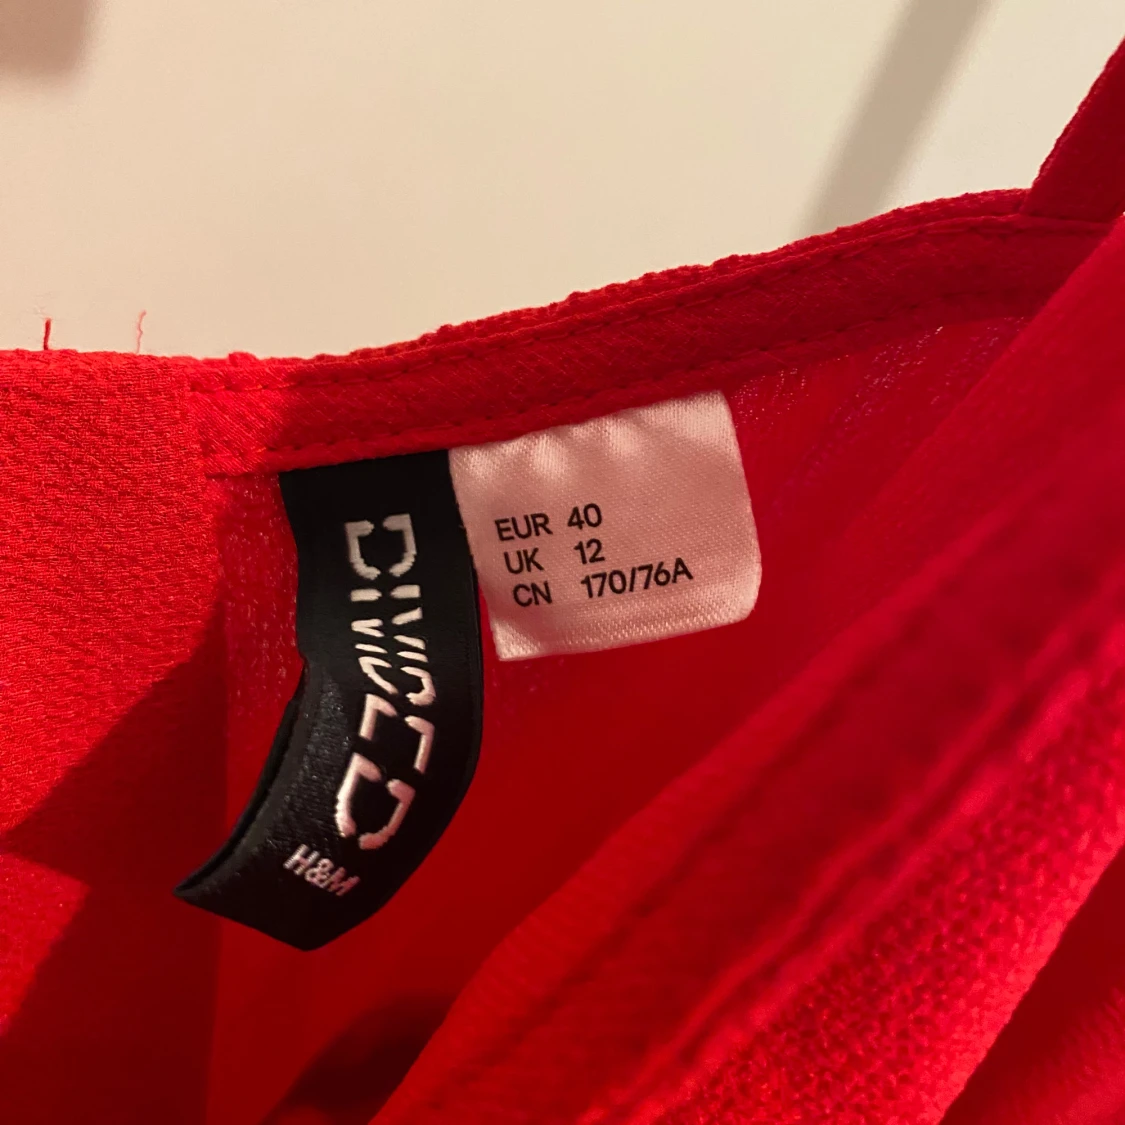 DIVIDED
H&M
EUR 40
UK 12
CN 170/76A